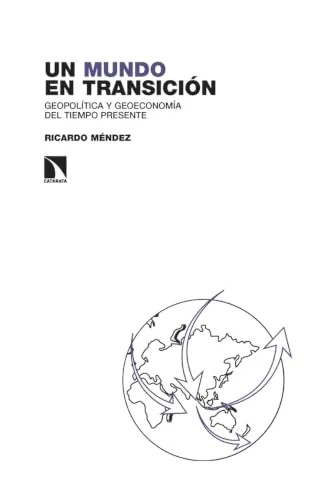 UN MUNDO
EN TRANSICIÓN
GEOPOLÍTICA Y GEOECONOMÍA
DEL TIEMPO PRESENTE
RICARDO MÉNDEZ
CATARATA